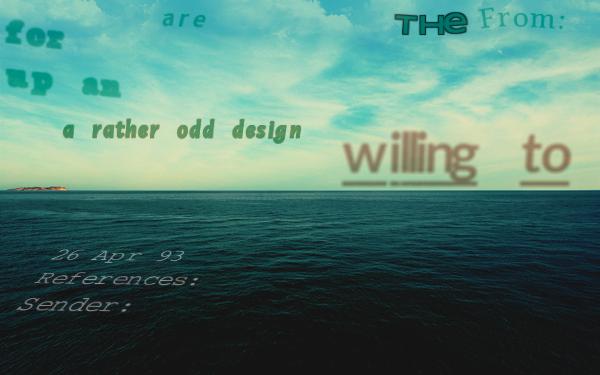 are
THe
From:
for
up an
a rather odd design
willing to
26 Apr 93
References:
Sender: